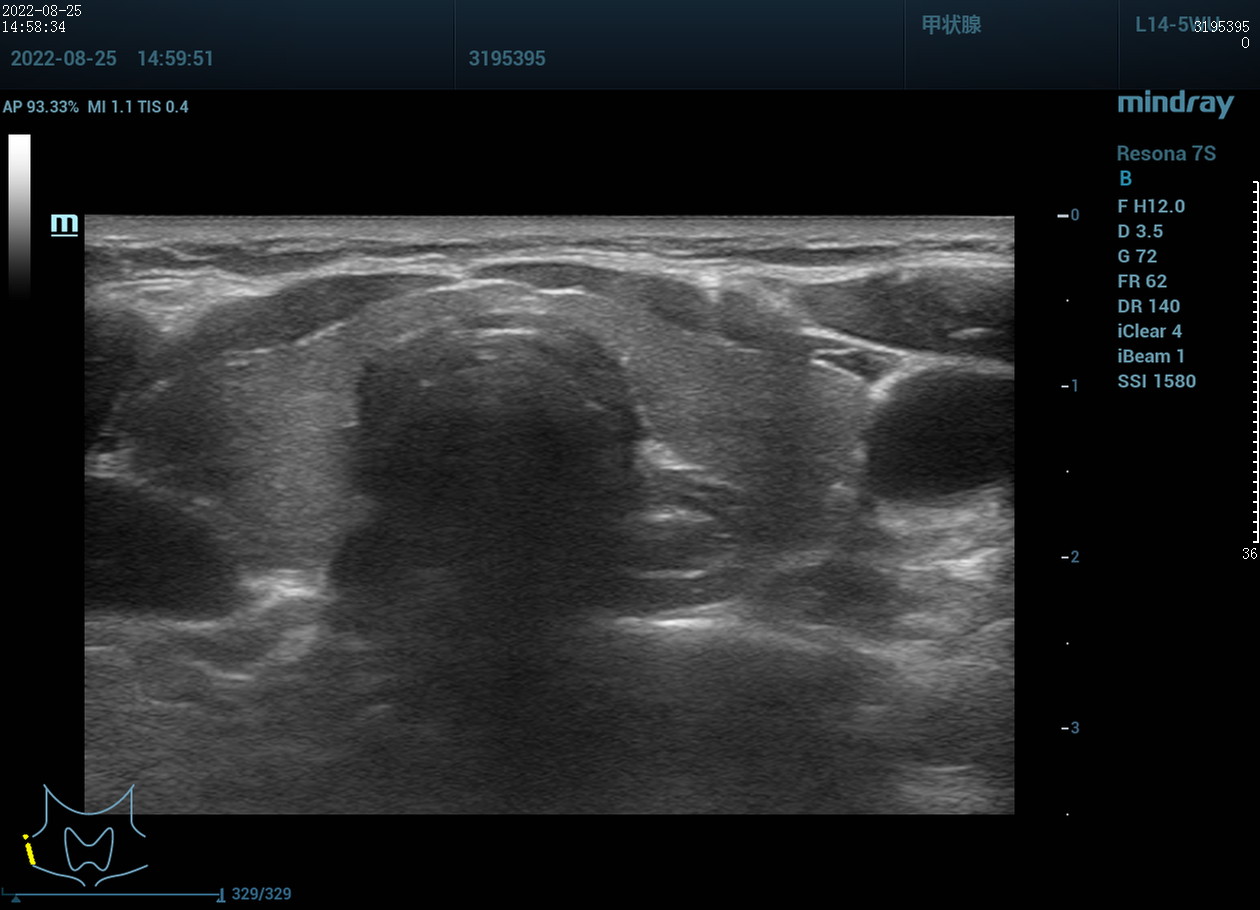 2022-08-25
14:58:34
2022-08-25 14:59:51
3195395
甲状腺
L14-5WU
3195395
0
AP 93.33% MI 1.1 TIS 0.4
mindray
m
Resona 7S
B
F H12.0
D 3.5
G 72
FR 62
DR 140
iClear 4
iBeam 1
SSI 1580
0
1
2
3
36
329/329